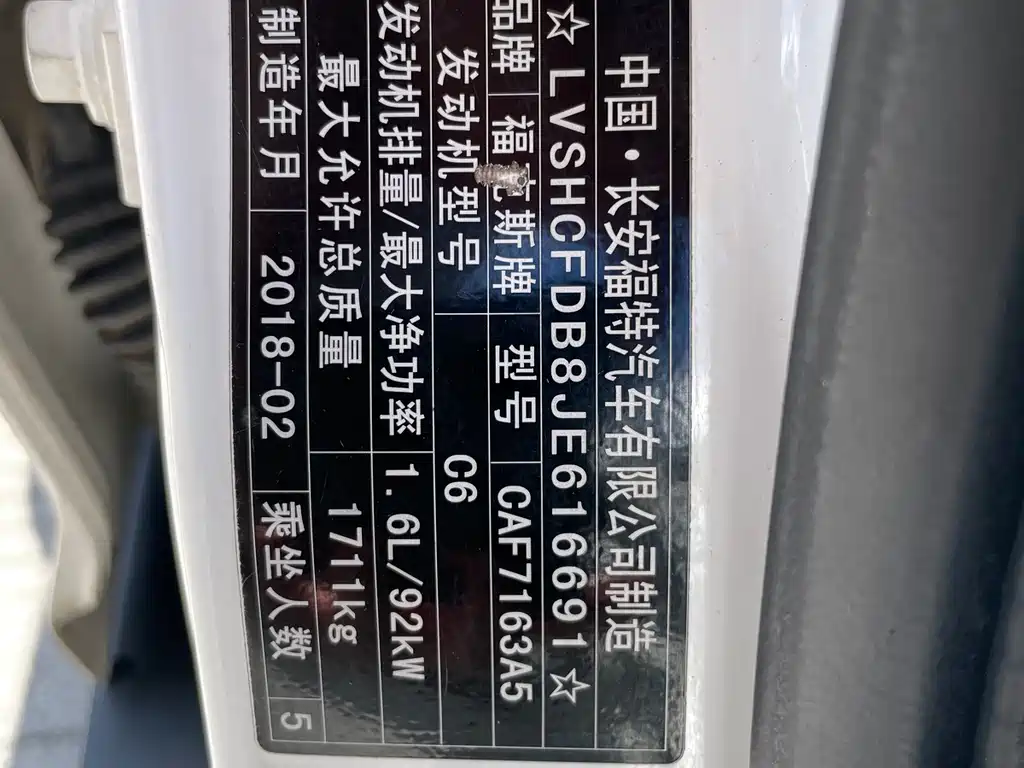 中国·长安福特汽车有限公司制造
☆LVSHCFDB8JE616691☆
品牌 福克斯牌 型号 CAF7163A5
发动机型号 C6
发动机排量/最大净功率 1.6L/92kW
最大允许总质量 1711kg
制造年月 2018-02 乘坐人数 5